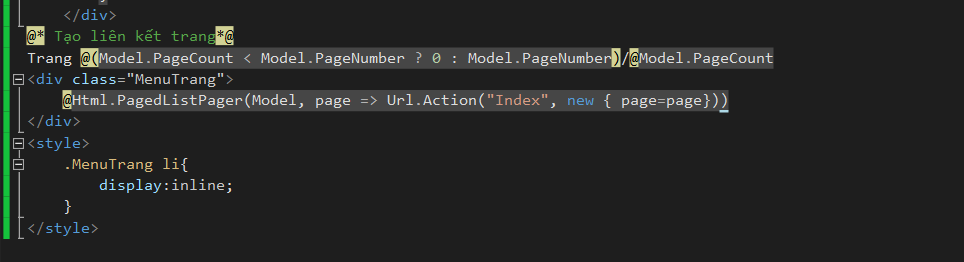 </div>
@* Tạo liên kết trang*@
Trang @(Model.PageCount < Model.PageNumber ? 0 : Model.PageNumber)/@Model.PageCount
<div class="MenuTrang">
@Html.PagedListPager(Model, page => Url.Action("Index", new { page=page}))
</div>
<style>
.MenuTrang li{
display:inline;
}
</style>